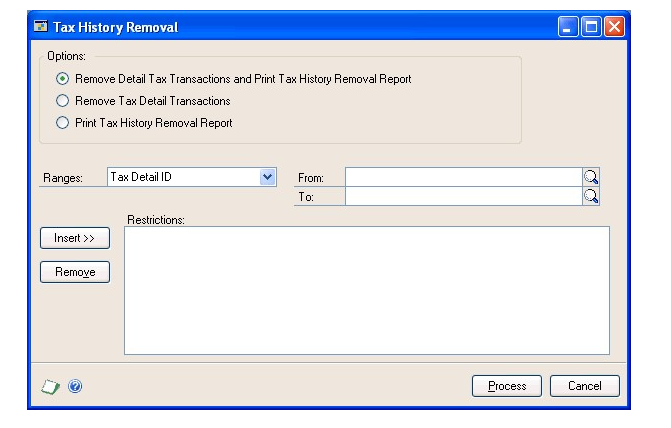 Tax History Removal
Options:
Remove Detail Tax Transactions and Print Tax History Removal Report
Remove Tax Detail Transactions
Print Tax History Removal Report
Ranges: Tax Detail ID From:
To:
Restrictions:
Insert >>
Remove
Process Cancel